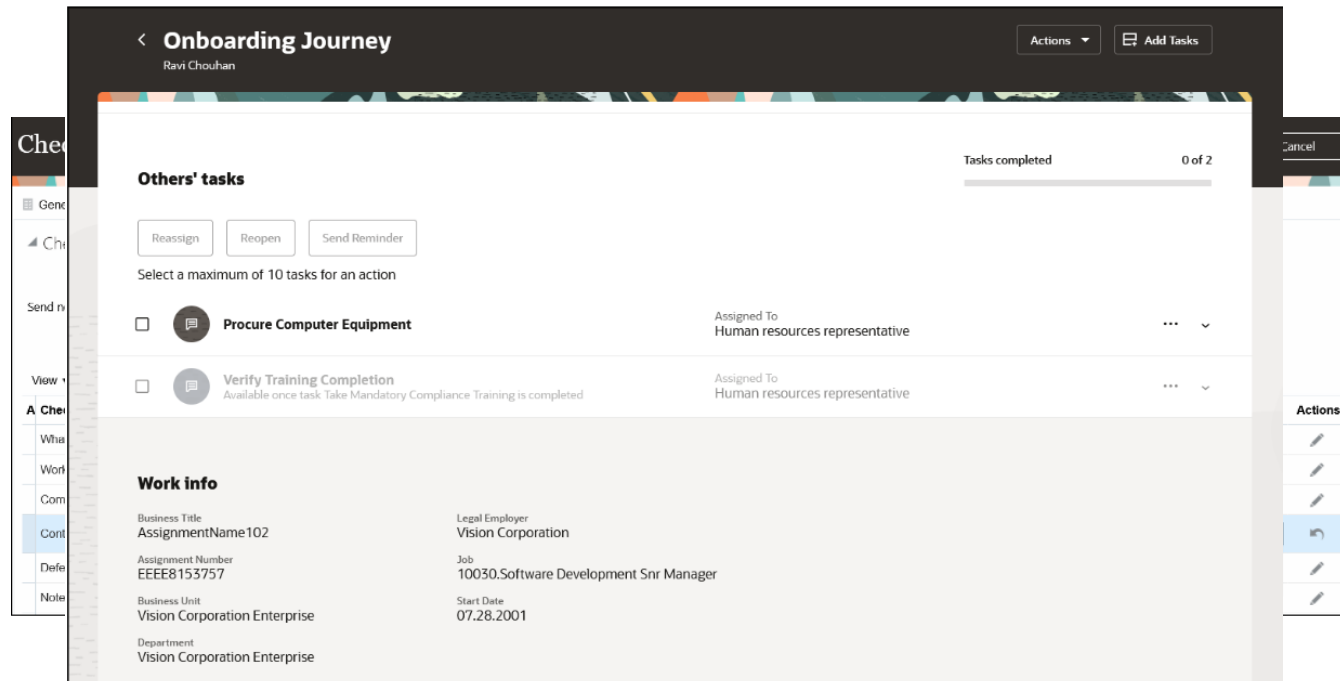 Onboarding Journey
Ravi Chouhan
Actions
Add Tasks
Cancel
Others' tasks
Tasks completed 0 of 2
Reassign Reopen Send Reminder
Select a maximum of 10 tasks for an action
Procure Computer Equipment
Assigned To
Human resources representative
Verify Training Completion
Available once task Take Mandatory Compliance Training is completed
Assigned To
Human resources representative
Work info
Business Title
AssignmentName102
Legal Employer
Vision Corporation
Assignment Number
EEEE8153757
Job
10030.Software Development Snr Manager
Business Unit
Vision Corporation Enterprise
Start Date
07.28.2001
Department
Vision Corporation Enterprise
Chec
Gene
Che
Send n
View
A Che
Wha
Work
Com
Cont
Defe
Note
Actions